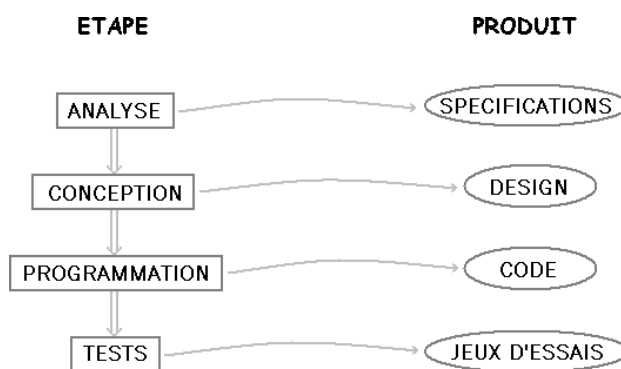 ETAPE PRODUIT
ANALYSE SPECIFICATIONS
CONCEPTION DESIGN
PROGRAMMATION CODE
TESTS JEUX D'ESSAIS